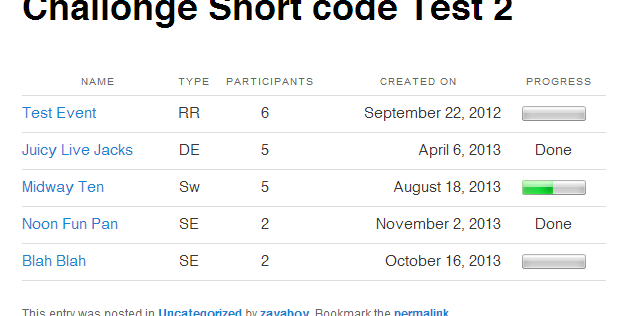 Challonge Short code Test 2
NAME TYPE PARTICIPANTS CREATED ON PROGRESS
Test Event RR 6 September 22, 2012
Juicy Live Jacks DE 5 April 6, 2013 Done
Midway Ten Sw 5 August 18, 2013
Noon Fun Pan SE 2 November 2, 2013 Done
Blah Blah SE 2 October 16, 2013
This entry was posted in Uncategorized by zayaboy. Bookmark the permalink.